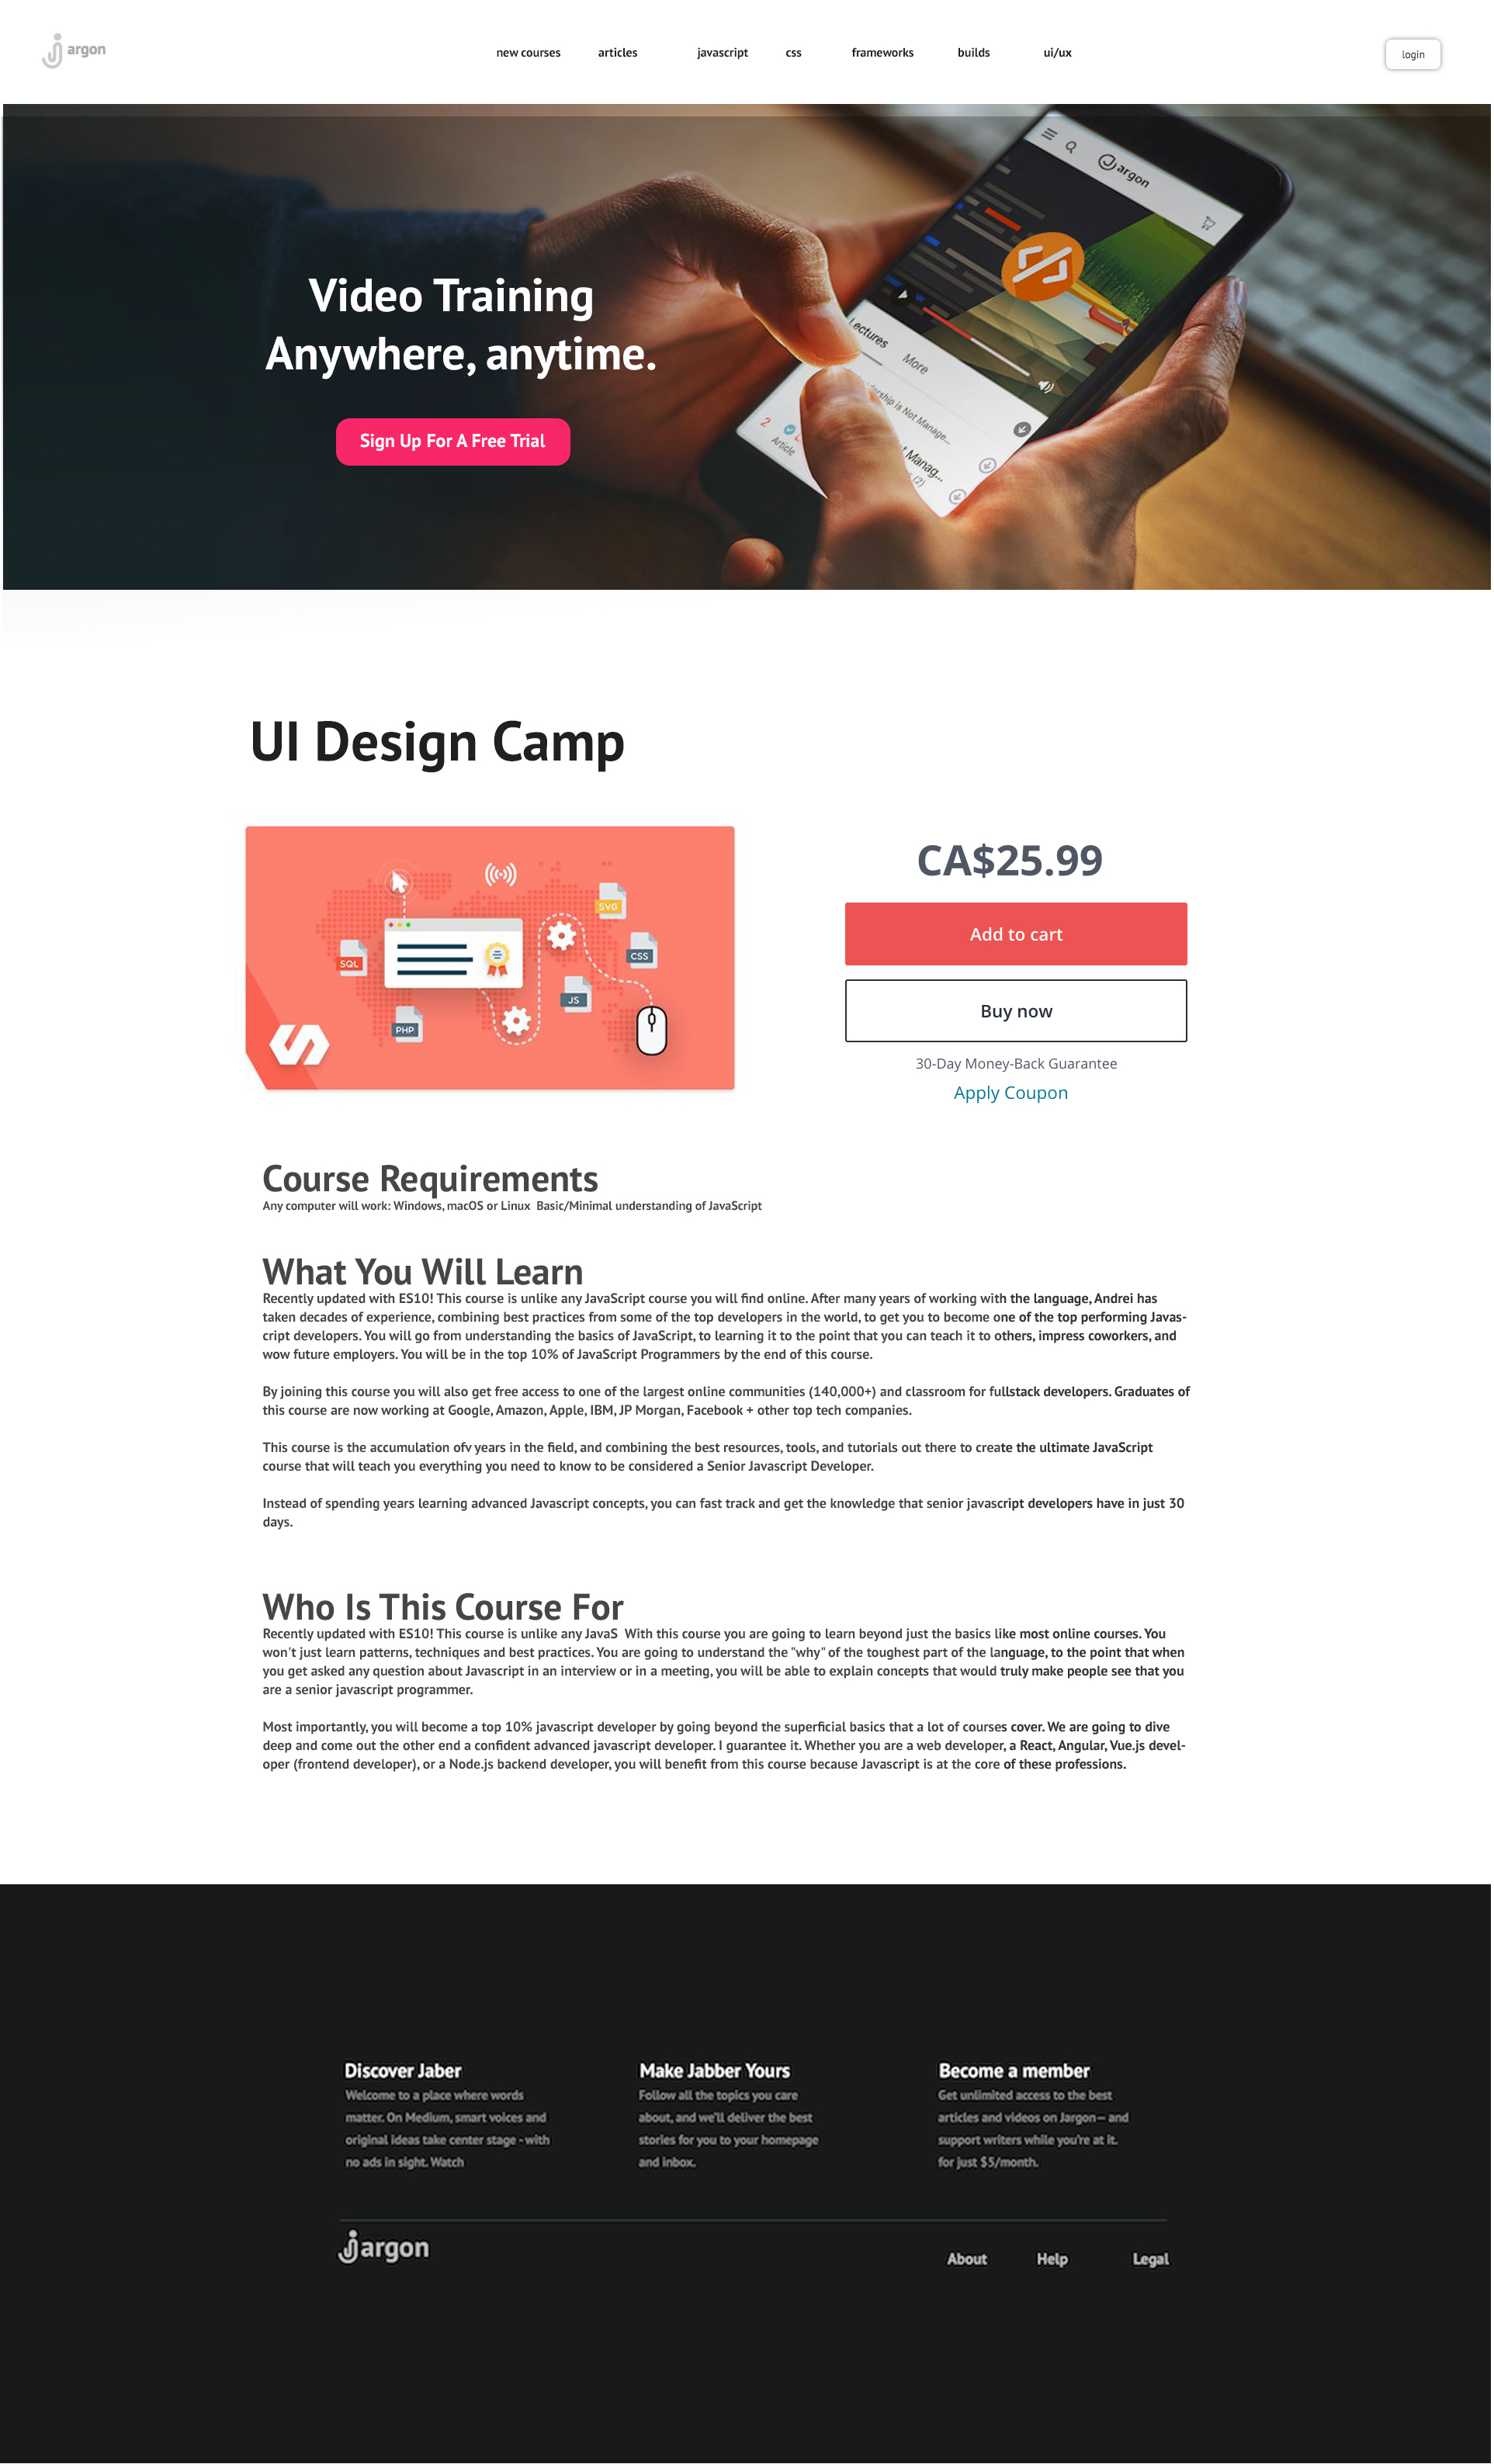 jargon
new courses articles javascript css frameworks builds ui/ux
login
Jargon
Video Training
Anywhere, anytime.
Sign Up For A Free Trial
Lectures More
is Not Manage...
2
Article
Manag...
(2)
UI Design Camp
SVG
CSS
SQL
JS
PHP
CA$25.99
Add to cart
Buy now
30-Day Money-Back Guarantee
Apply Coupon
Course Requirements
Any computer will work: Windows, macOS or Linux Basic/Minimal understanding of JavaScript
What You Will Learn
Recently updated with ES10! This course is unlike any JavaScript course you will find online. After many years of working with the language, Andrei has
taken decades of experience, combining best practices from some of the top developers in the world, to get you to become one of the top performing Javas-
cript developers. You will go from understanding the basics of JavaScript, to learning it to the point that you can teach it to others, impress coworkers, and
wow future employers. You will be in the top 10% of JavaScript Programmers by the end of this course.
By joining this course you will also get free access to one of the largest online communities (140,000+) and classroom for fullstack developers. Graduates of
this course are now working at Google, Amazon, Apple, IBM, JP Morgan, Facebook + other top tech companies.
This course is the accumulation ofv years in the field, and combining the best resources, tools, and tutorials out there to create the ultimate JavaScript
course that will teach you everything you need to know to be considered a Senior Javascript Developer.
Instead of spending years learning advanced Javascript concepts, you can fast track and get the knowledge that senior javascript developers have in just 30
days.
Who Is This Course For
Recently updated with ES10! This course is unlike any JavaS With this course you are going to learn beyond just the basics like most online courses. You
won't just learn patterns, techniques and best practices. You are going to understand the "why" of the toughest part of the language, to the point that when
you get asked any question about Javascript in an interview or in a meeting, you will be able to explain concepts that would truly make people see that you
are a senior javascript programmer.
Most importantly, you will become a top 10% javascript developer by going beyond the superficial basics that a lot of courses cover. We are going to dive
deep and come out the other end a confident advanced javascript developer. I guarantee it. Whether you are a web developer, a React, Angular, Vue.js devel-
oper (frontend developer), or a Node.js backend developer, you will benefit from this course because Javascript is at the core of these professions.
Discover Jaber
Welcome to a place where words
matter. On Medium, smart voices and
original ideas take center stage - with
no ads in sight. Watch
Make Jabber Yours
Follow all the topics you care
about, and we'll deliver the best
stories for you to your homepage
and inbox.
Become a member
Get unlimited access to the best
articles and videos on Jargon— and
support writers while you're at it.
for just $5/month.
jargon
About Help Legal